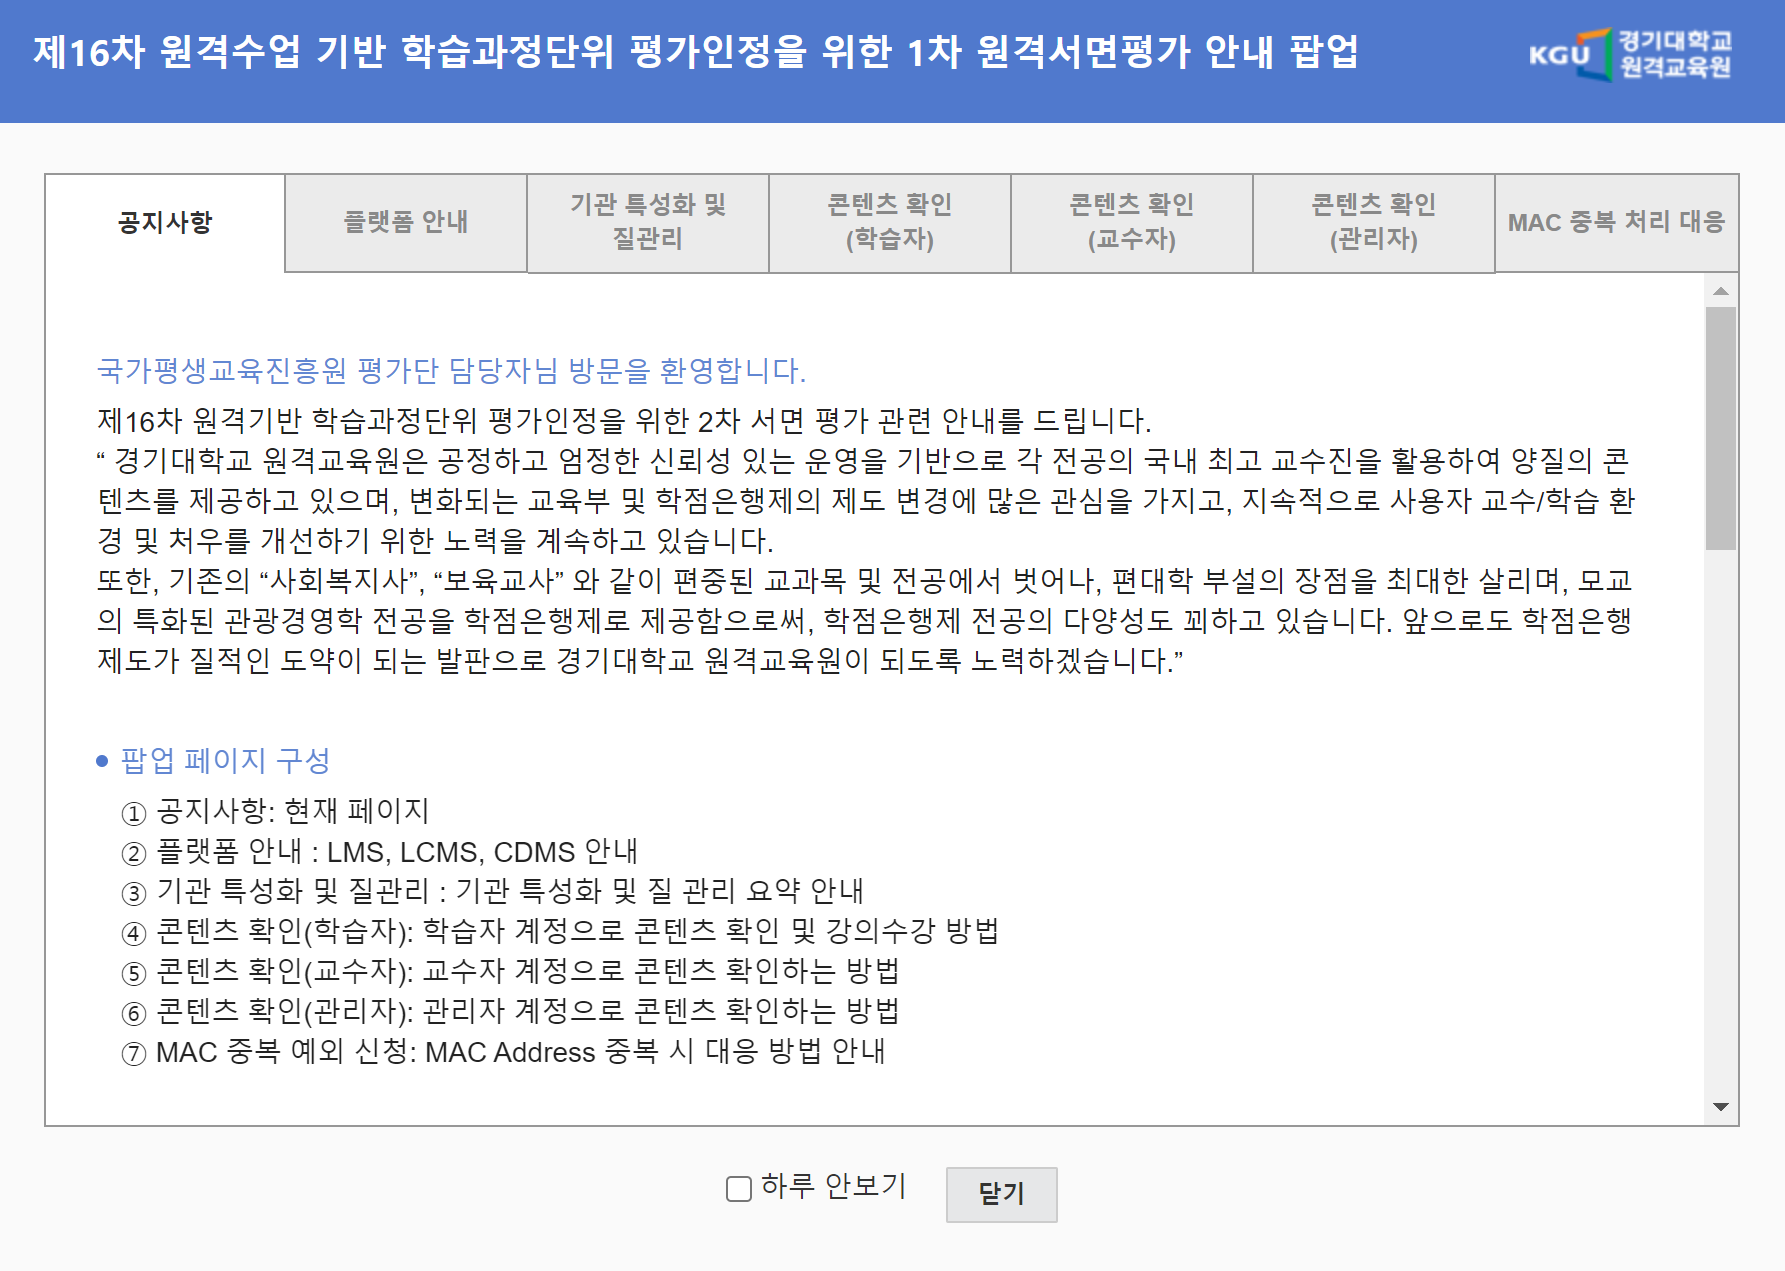 제16차 원격수업 기반 학습과정단위 평가인정을 위한 1차 원격서면평가 안내 팝업
KGU 경기대학교
원격교육원
공지사항
플랫폼 안내
기관 특성화 및
질관리
콘텐츠 확인
(학습자)
콘텐츠 확인
(교수자)
콘텐츠 확인
(관리자)
MAC 중복 처리 대응
국가평생교육진흥원 평가단 담당자님 방문을 환영합니다.
제16차 원격기반 학습과정단위 평가인정을 위한 2차 서면 평가 관련 안내를 드립니다.
“ 경기대학교 원격교육원은 공정하고 엄정한 신뢰성 있는 운영을 기반으로 각 전공의 국내 최고 교수진을 활용하여 양질의 콘
텐츠를 제공하고 있으며, 변화되는 교육부 및 학점은행제의 제도 변경에 많은 관심을 가지고, 지속적으로 사용자 교수/학습 환
경 및 처우를 개선하기 위한 노력을 계속하고 있습니다.
또한, 기존의 “사회복지사”, “보육교사” 와 같이 편중된 교과목 및 전공에서 벗어나, 편대학 부설의 장점을 최대한 살리며, 모교
의 특화된 관광경영학 전공을 학점은행제로 제공함으로써, 학점은행제 전공의 다양성도 꾀하고 있습니다. 앞으로도 학점은행
제도가 질적인 도약이 되는 발판으로 경기대학교 원격교육원이 되도록 노력하겠습니다.”
● 팝업 페이지 구성
① 공지사항: 현재 페이지
② 플랫폼 안내 : LMS, LCMS, CDMS 안내
③ 기관 특성화 및 질관리 : 기관 특성화 및 질 관리 요약 안내
④ 콘텐츠 확인(학습자): 학습자 계정으로 콘텐츠 확인 및 강의수강 방법
⑤ 콘텐츠 확인(교수자): 교수자 계정으로 콘텐츠 확인하는 방법
⑥ 콘텐츠 확인(관리자): 관리자 계정으로 콘텐츠 확인하는 방법
⑦ MAC 중복 예외 신청: MAC Address 중복 시 대응 방법 안내
하루 안보기
닫기